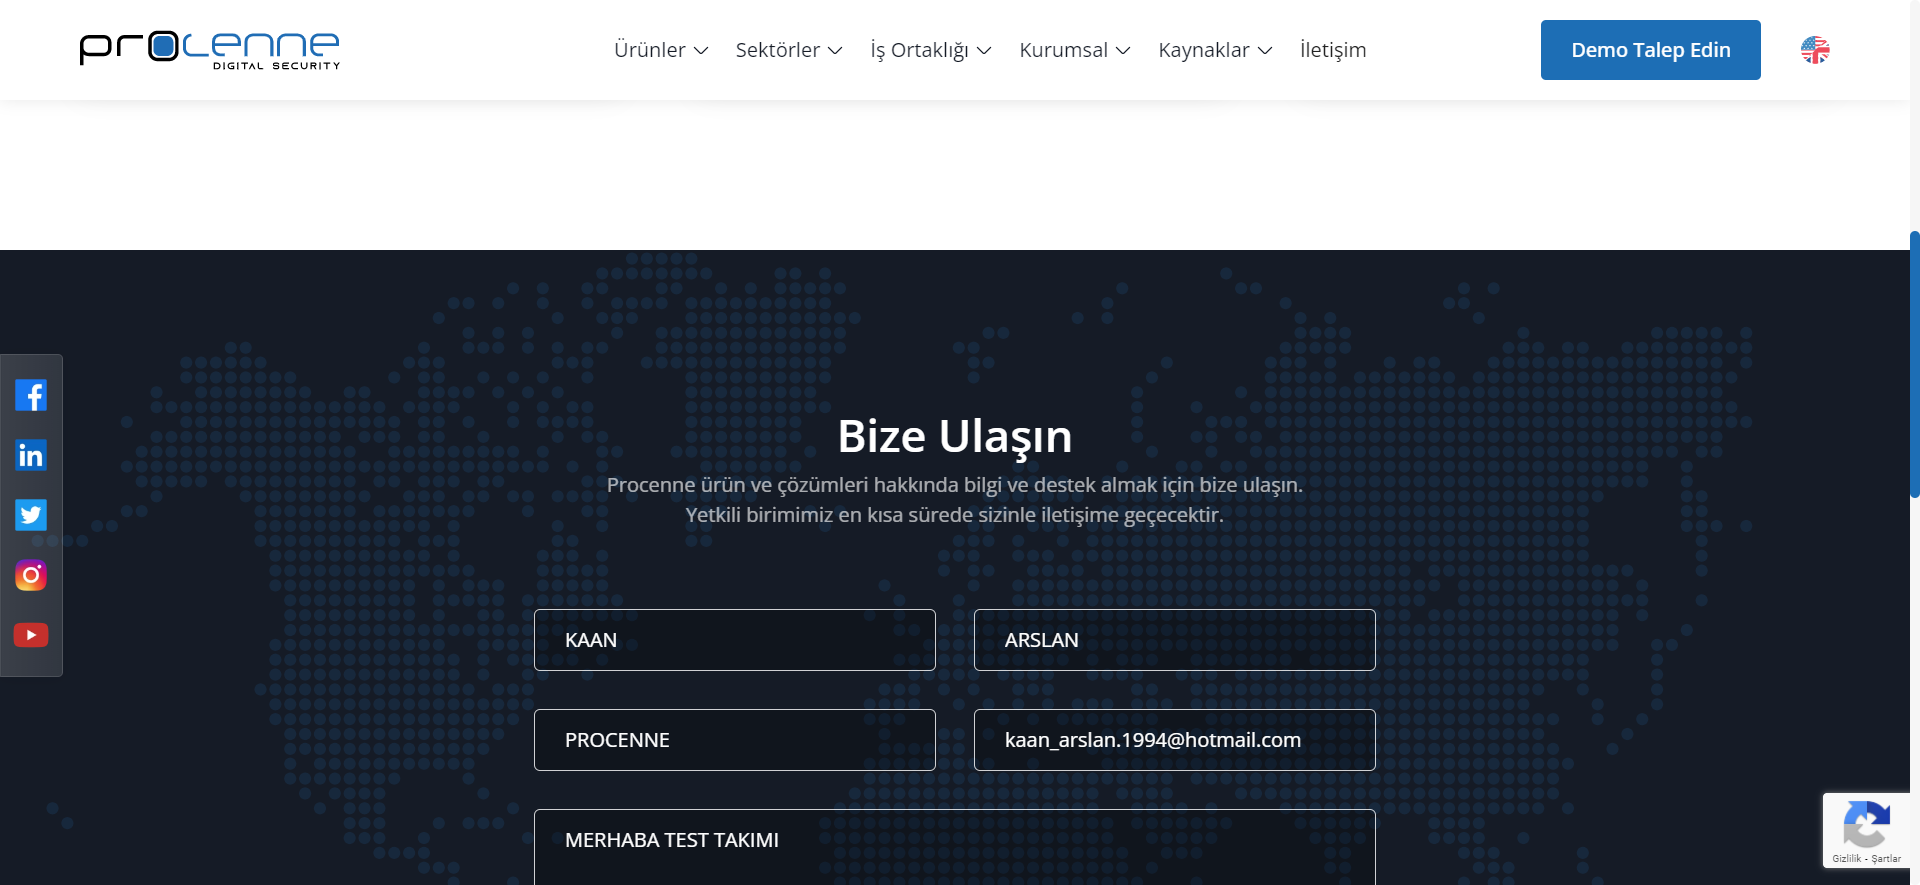 procenne
DIGITAL SECURITY
Ürünler
Sektörler
İş Ortaklığı
Kurumsal
Kaynaklar
İletişim
Demo Talep Edin
Bize Ulaşın
Procenne ürün ve çözümleri hakkında bilgi ve destek almak için bize ulaşın.
Yetkili birimimiz en kısa sürede sizinle iletişime geçecektir.
KAAN
ARSLAN
PROCENNE
kaan_arslan.1994@hotmail.com
MERHABA TEST TAKIMI
Gizlilik - Şartlar